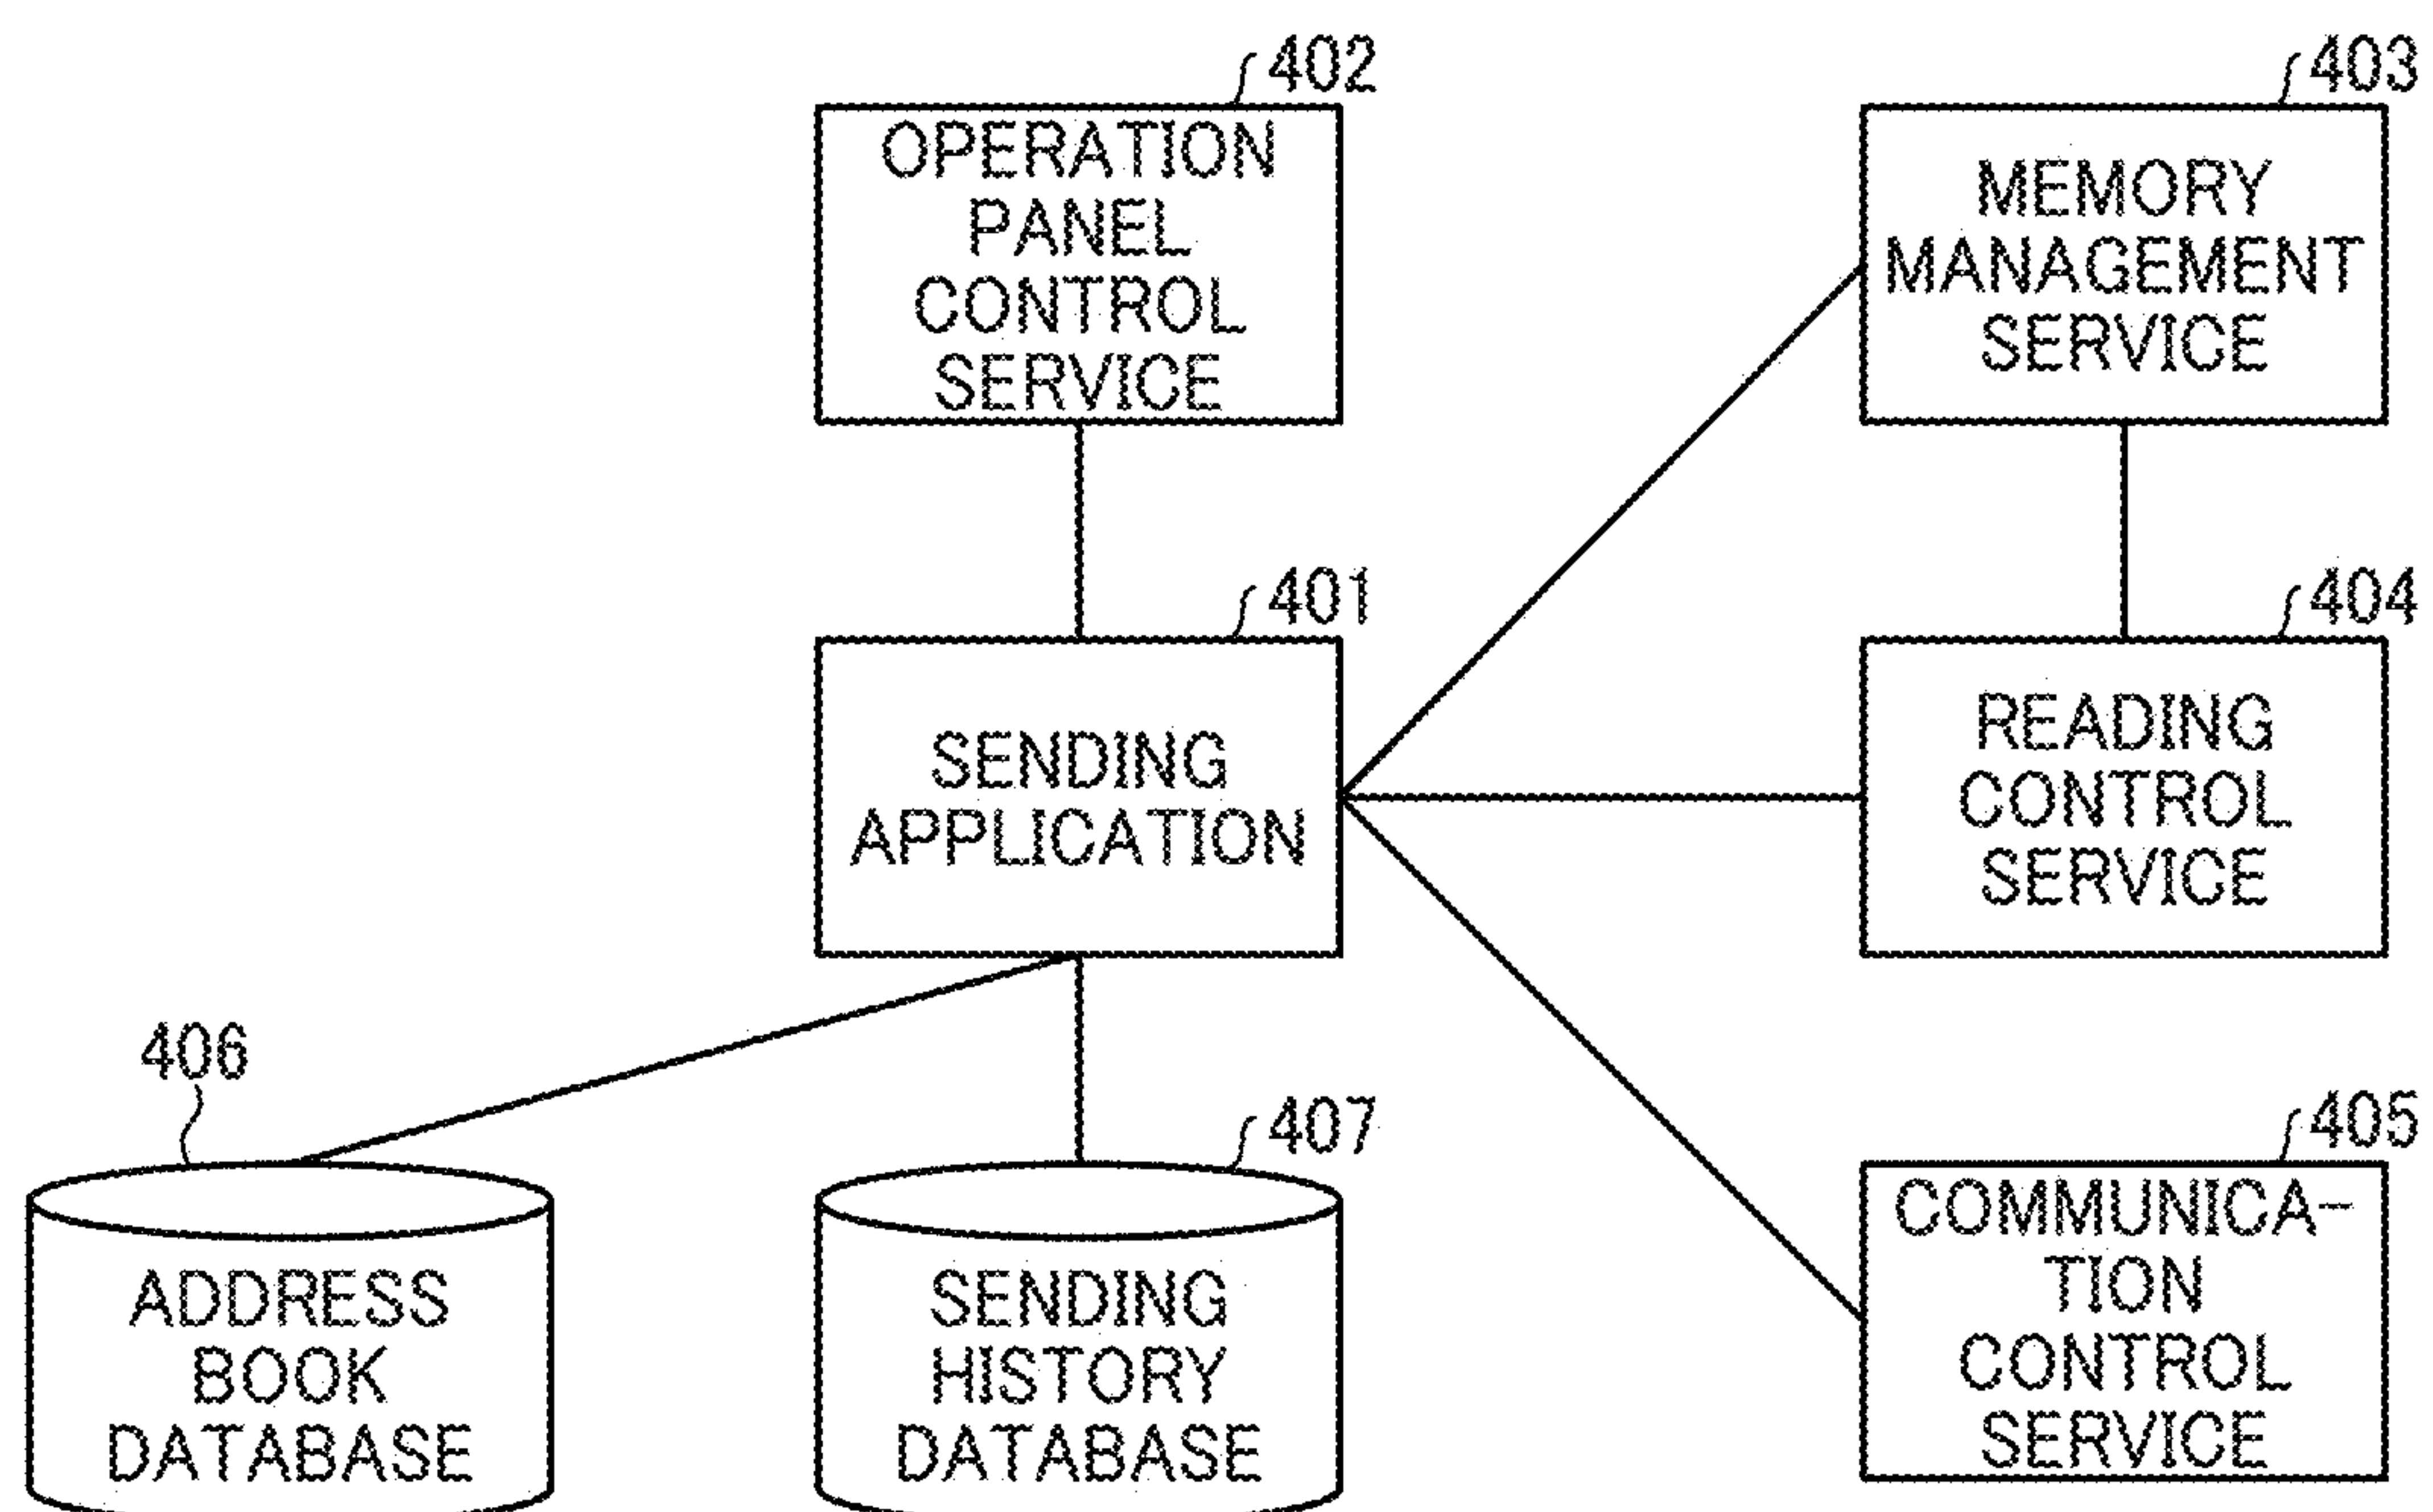 402
OPERATION
PANEL
CONTROL
SERVICE
403
MEMORY
MANAGEMENT
SERVICE
401
SENDING
APPLICATION
404
READING
CONTROL
SERVICE
406
ADDRESS
BOOK
DATABASE
407
SENDING
HISTORY
DATABASE
405
COMMUNICA-
TION
CONTROL
SERVICE